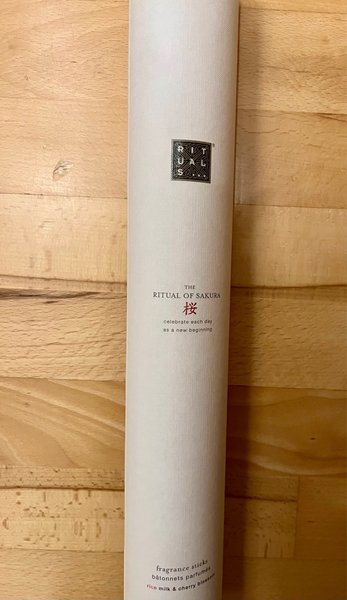 RIT
UAL
S...
THE
RITUAL OF SAKURA
桜
celebrate each day
as a new beginning
fragrance sticks
bâtonnets parfumés
rice milk & cherry blossom